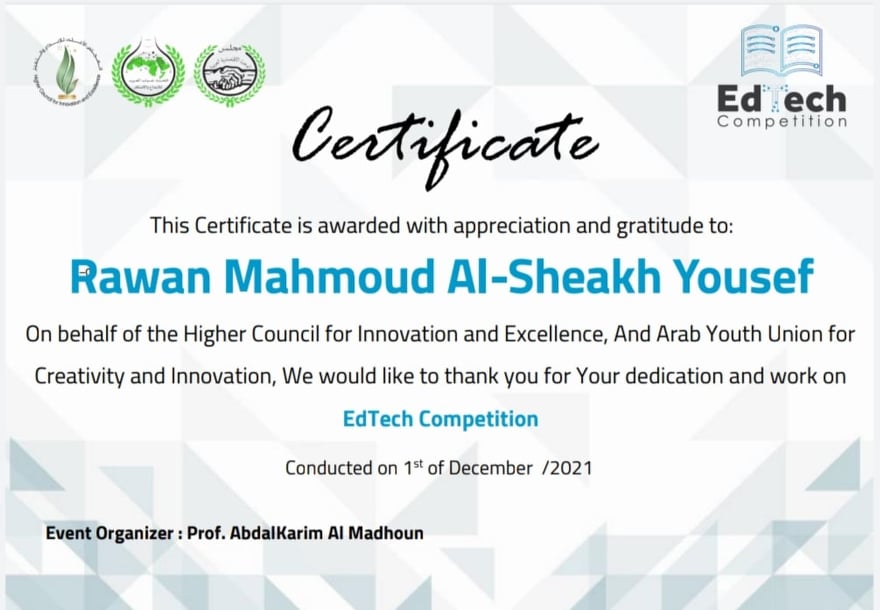 Higher Council for Innovation and Excellence
مجلس
EdTech
Competition
Certificate
This Certificate is awarded with appreciation and gratitude to:
Rawan Mahmoud Al-Sheakh Yousef
On behalf of the Higher Council for Innovation and Excellence, And Arab Youth Union for
Creativity and Innovation, We would like to thank you for Your dedication and work on
EdTech Competition
Conducted on 1st of December /2021
Event Organizer : Prof. AbdalKarim Al Madhoun